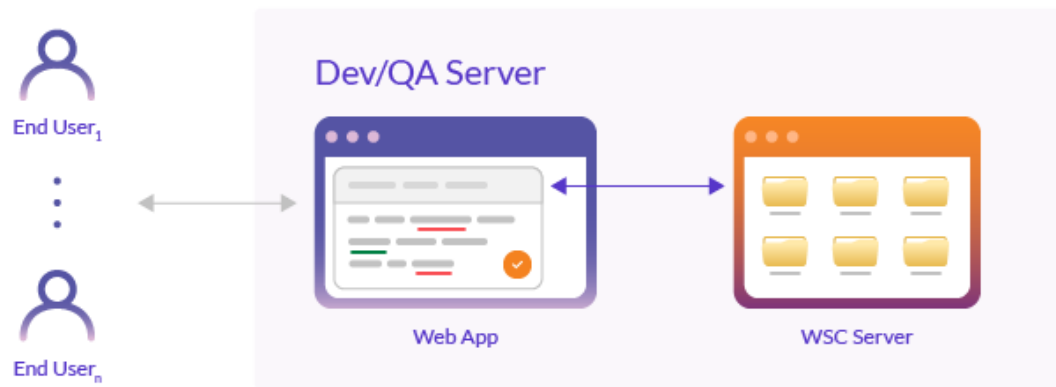 Dev/QA Server
End User₁
End Userₙ
Web App
WSC Server